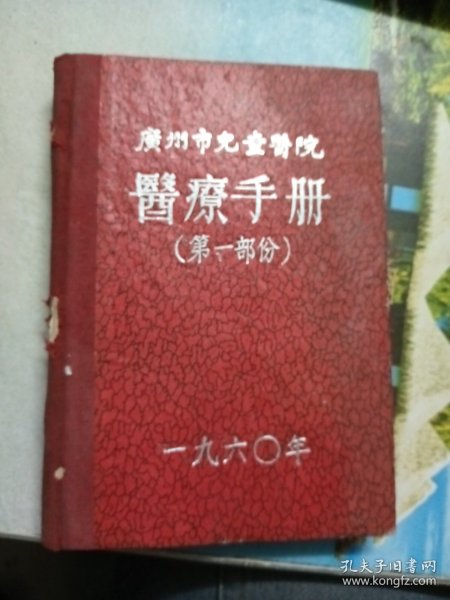 廣州市児童醫院
醫療手册
(第一部份)
一九六〇年
孔夫子旧书网
www.kongfz.com